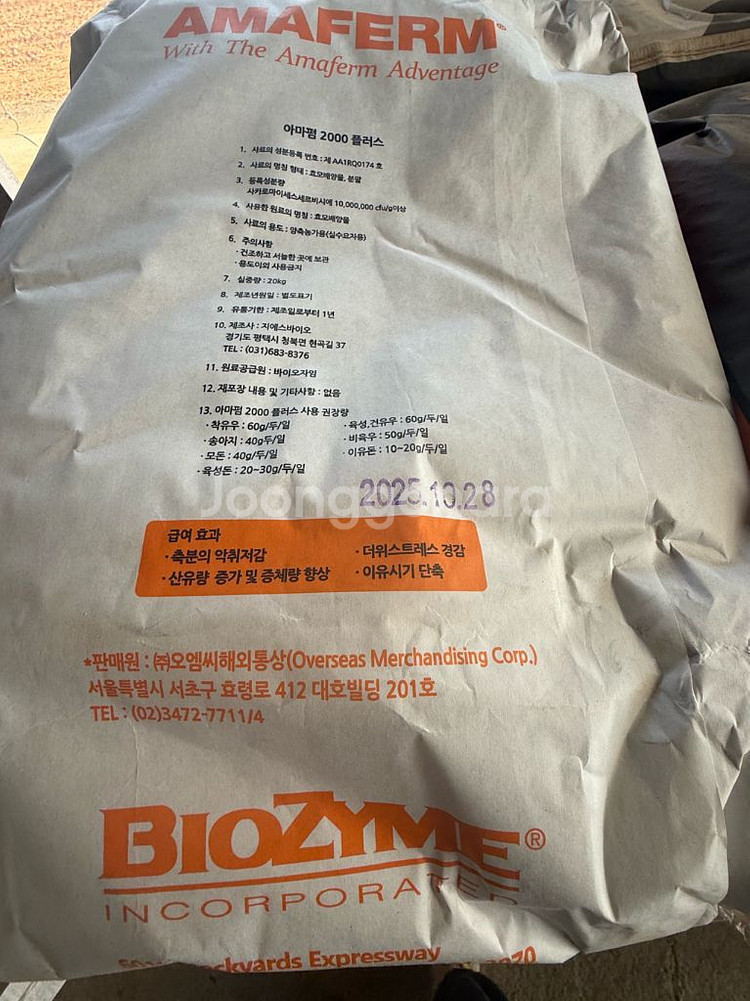 AMAFERM®
With The Amaferm Advantage
아마펌 2000 플러스
1. 사료의 성분등록 번호 : 제 AA1RQ0174 호
2. 사료의 명칭 형태 : 효모배양물, 분말
3. 등록성분량
사카로마이세스세르비시에 10,000,000 cfu/g이상
4. 사용한 원료의 명칭 : 효모배양물
5. 사료의 용도 : 양축농가용(실수요자용)
6. 주의사항
· 건조하고 서늘한 곳에 보관
· 용도이외 사용금지
7. 실중량 : 20kg
8. 제조년월일 : 별도표기
9. 유통기한 : 제조일로부터 1년
10. 제조사 : 지에스바이오
경기도 평택시 청북면 현곡길 37
TEL : (031)683-8376
11. 원료공급원 : 바이오자임
12. 재포장 내용 및 기타사항 : 없음
13. 아마펌 2000 플러스 사용 권장량
· 착유우 : 60g/두/일 · 육성,건유우 : 60g/두/일
· 송아지 : 40g두/일 · 비육우 : 50g/두/일
· 모돈 : 40g/두/일 · 이유돈 : 10~20g/두/일
· 육성돈 : 20~30g/두/일
2025.10.28
Joonggonara
급여 효과
· 축분의 악취저감 · 더위스트레스 경감
· 산유량 증가 및 증체량 향상 · 이유시기 단축
*판매원 : ㈜오엠씨해외통상(Overseas Merchandising Corp.)
서울특별시 서초구 효령로 412 대호빌딩 201호
TEL : (02)3472-7711/4
BIOZYME®
INCORPORATED
Expressway